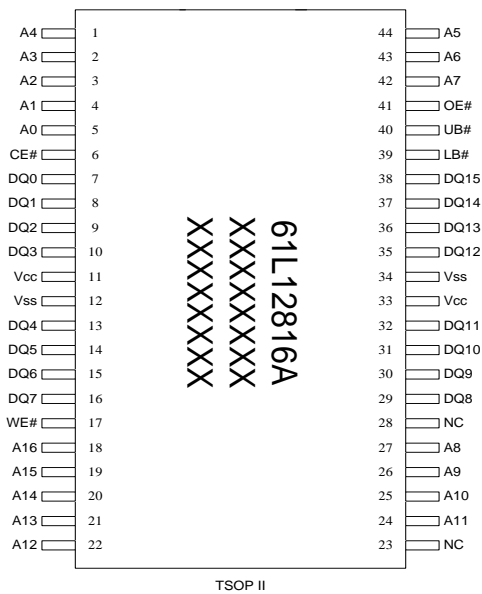 A4 1 44 A5
A3 2 43 A6
A2 3 42 A7
A1 4 41 OE#
A0 5 40 UB#
CE# 6 39 LB#
DQ0 7 38 DQ15
DQ1 8 37 DQ14
DQ2 9 36 DQ13
DQ3 10 35 DQ12
Vcc 11 34 Vss
Vss 12 33 Vcc
DQ4 13 32 DQ11
DQ5 14 31 DQ10
DQ6 15 30 DQ9
DQ7 16 29 DQ8
WE# 17 28 NC
A16 18 27 A8
A15 19 26 A9
A14 20 25 A10
A13 21 24 A11
A12 22 23 NC
61L12816A
XXXXXXXX
XXXXXXXX
TSOP II